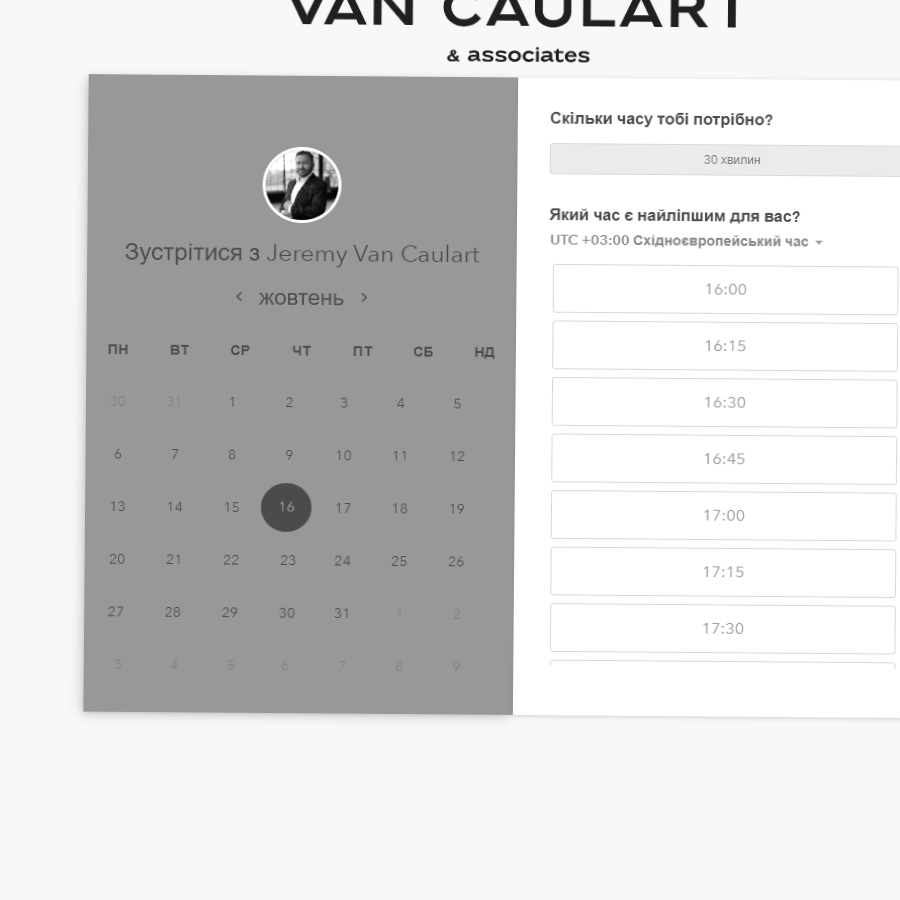 VAN CAULART
& associates
Зустрітися з Jeremy Van Caulart
жовтень
ПН ВТ СР ЧТ ПТ СБ НД
30 31 1 2 3 4 5
6 7 8 9 10 11 12
13 14 15 16 17 18 19
20 21 22 23 24 25 26
27 28 29 30 31 1 2
3 4 5 6 7 8 9
Скільки часу тобі потрібно?
30 хвилин
Який час є найліпшим для вас?
UTC +03:00 Східноєвропейський час
16:00
16:15
16:30
16:45
17:00
17:15
17:30